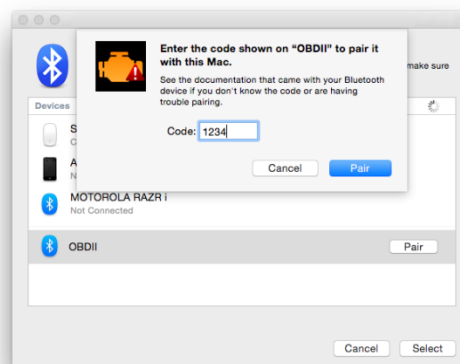 Enter the code shown on “OBDII” to pair it
with this Mac.
make sure
See the documentation that came with your Bluetooth
device if you don't know the code or are having
trouble pairing.
Devices
Code: 1234
Cancel Pair
MOTOROLA RAZR i
Not Connected
OBDII Pair
Cancel Select